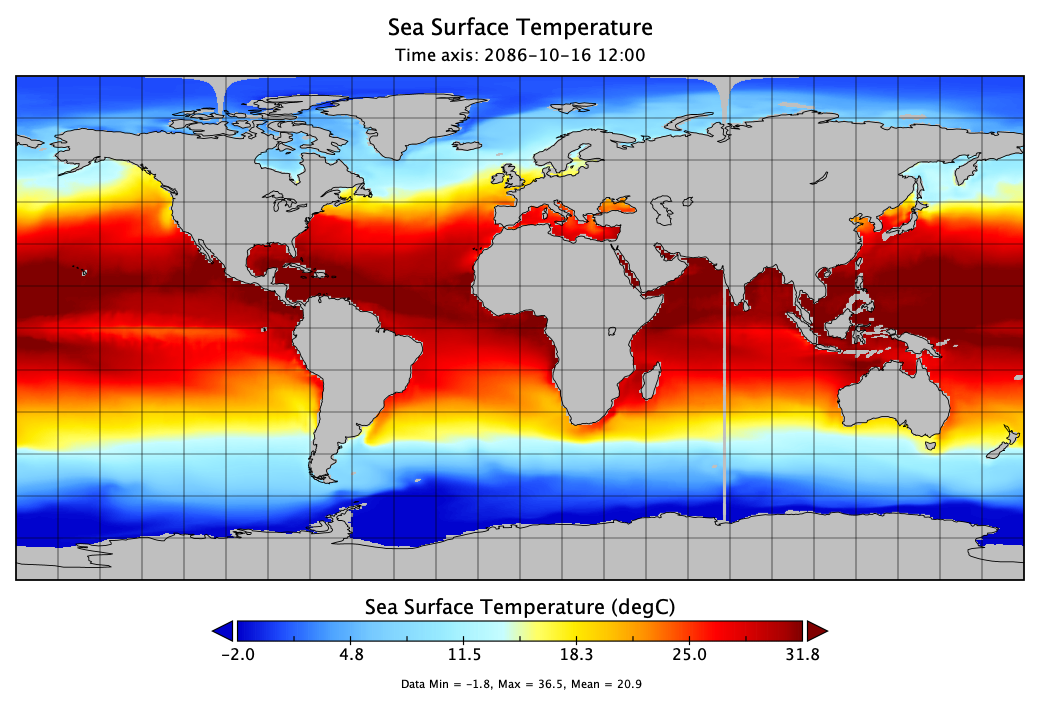 Sea Surface Temperature
Time axis: 2086-10-16 12:00
Sea Surface Temperature (degC)
-2.0 4.8 11.5 18.3 25.0 31.8
Data Min = -1.8, Max = 36.5, Mean = 20.9